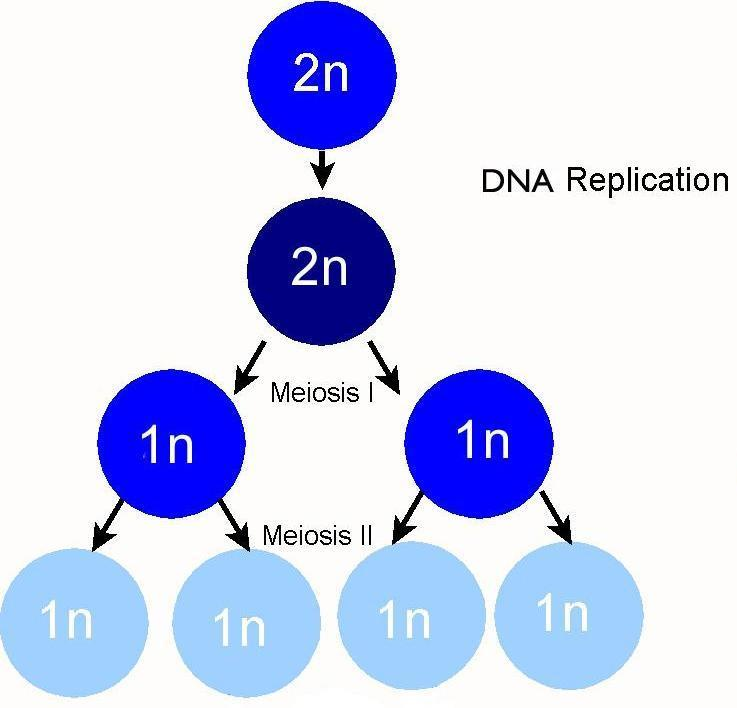 2n
DNA Replication
2n
Meiosis I
1n
1n
Meiosis II
1n
1n
1n
1n